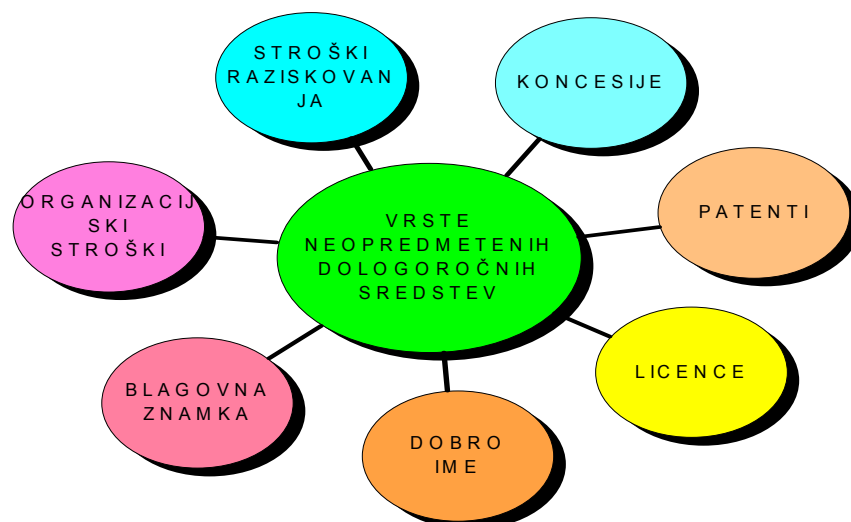 STROŠKI
RAZISKOVAN
JA
KONCESIJE
ORGANIZACIJ
SKI
STROŠKI
VRSTE
NEOPREDMETENIH
DOLOGOROČNIH
SREDSTEV
PATENTI
LICENCE
BLAGOVNA
ZNAMKA
DOBRO
IME